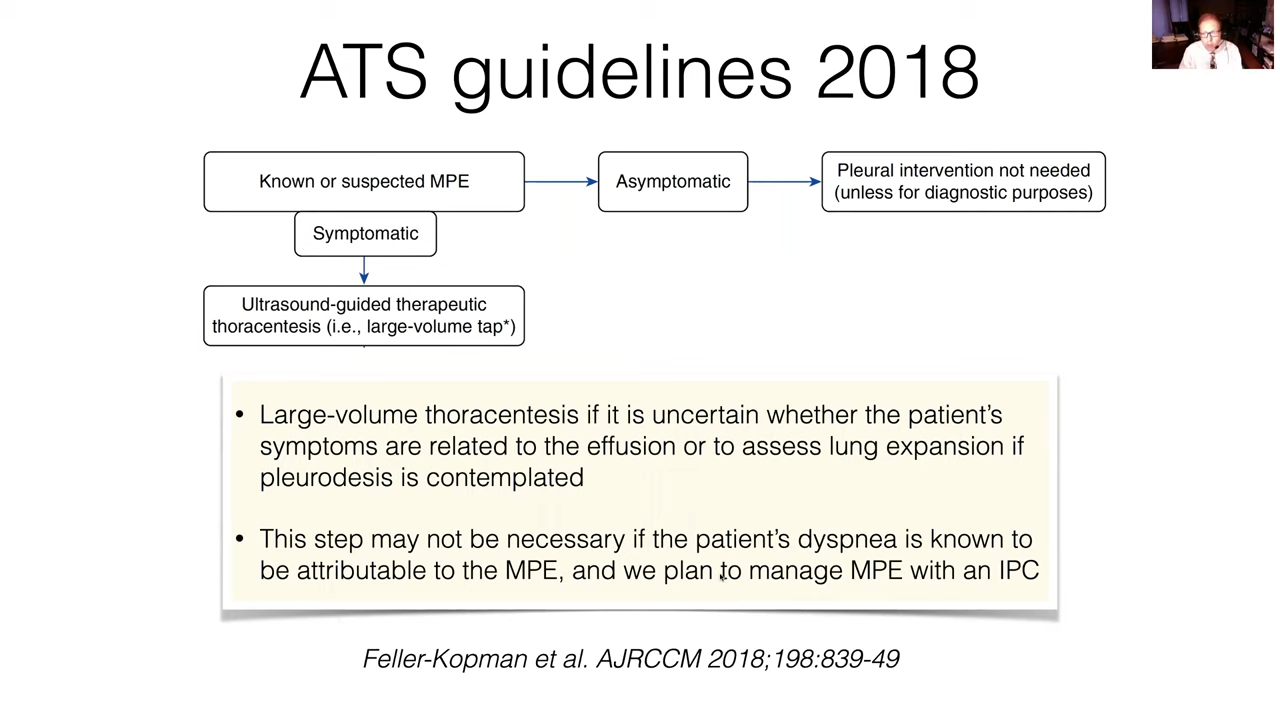 ATS guidelines 2018
Known or suspected MPE
Asymptomatic
Pleural intervention not needed
(unless for diagnostic purposes)
Symptomatic
Ultrasound-guided therapeutic
thoracentesis (i.e., large-volume tap*)
• Large-volume thoracentesis if it is uncertain whether the patient’s
symptoms are related to the effusion or to assess lung expansion if
pleurodesis is contemplated
• This step may not be necessary if the patient’s dyspnea is known to
be attributable to the MPE, and we plan to manage MPE with an IPC
Feller-Kopman et al. AJRCCM 2018;198:839-49